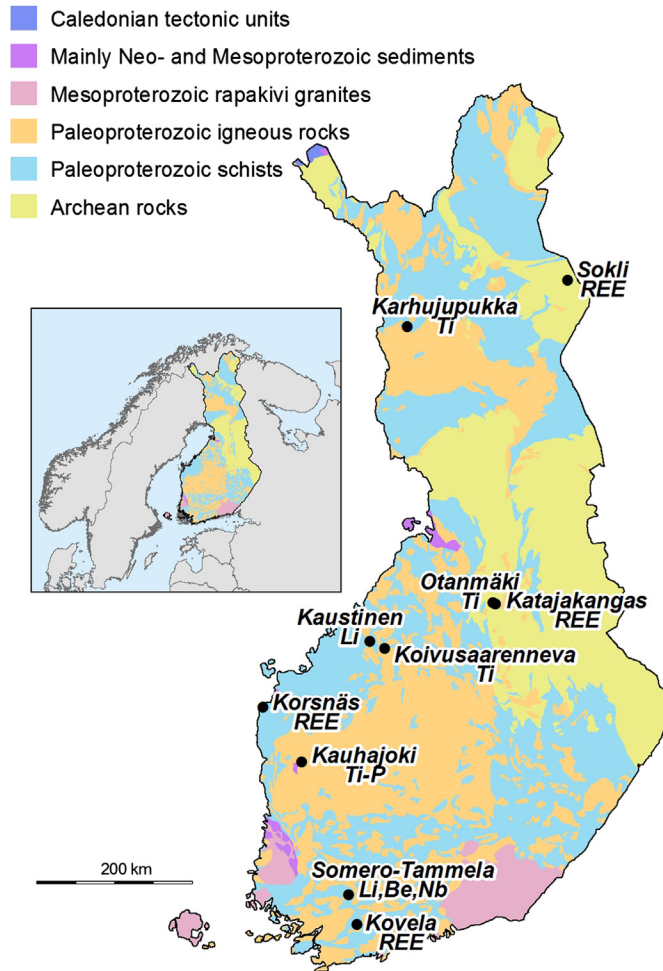 Caledonian tectonic units
Mainly Neo- and Mesoproterozoic sediments
Mesoproterozoic rapakivi granites
Paleoproterozoic igneous rocks
Paleoproterozoic schists
Archean rocks
Sokli
REE
Karhujupukka
Ti
Otanmäki
Ti
Katajakangas
REE
Kaustinen
Li
Koivusaarenneva
Ti
Korsnäs
REE
Kauhajoki
Ti-P
200 km
Somero-Tammela
Li,Be,Nb
Kovela
REE